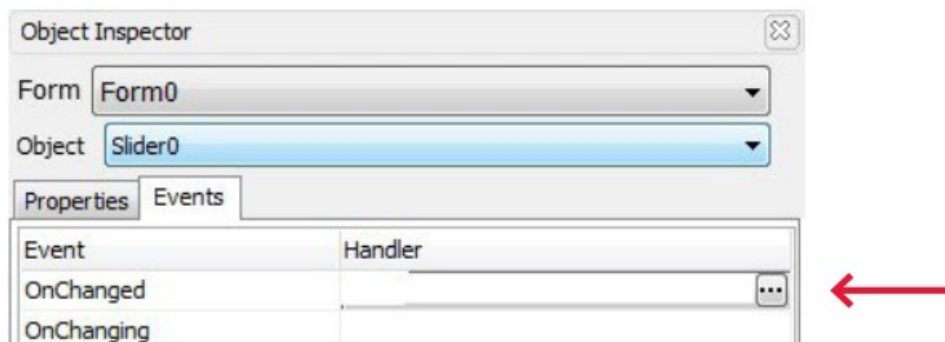 Object Inspector
Form Form0
Object Slider0
Properties Events
Event Handler
OnChanged ...
OnChanging